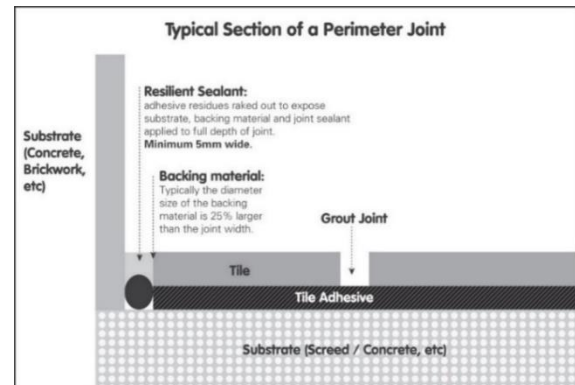 Typical Section of a Perimeter Joint
Resilient Sealant:
adhesive residues raked out to expose
substrate, backing material and joint sealant
applied to full depth of joint.
Minimum 5mm wide.
Substrate
(Concrete,
Brickwork,
etc)
Backing material:
Typically the diameter
size of the backing
material is 25% larger
than the joint width.
Grout Joint
Tile
Tile Adhesive
Substrate (Screed / Concrete, etc)